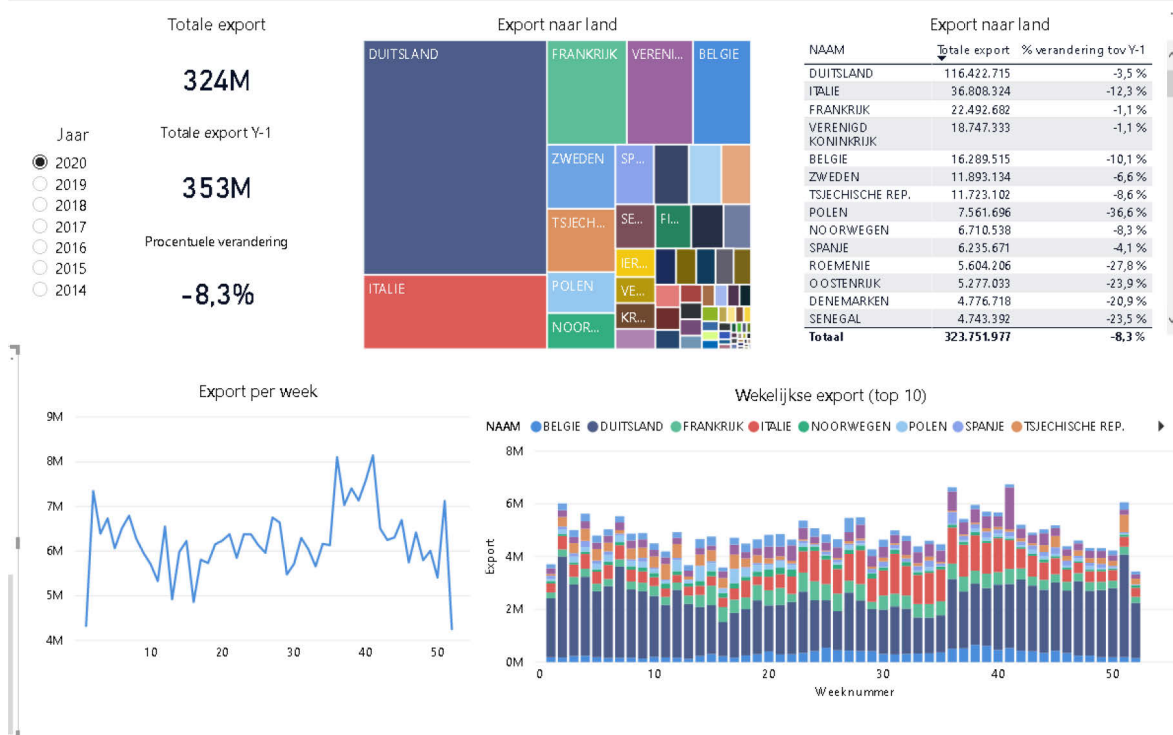 Totale export
324M
Totale export Y-1
353M
Procentuele verandering
-8,3%
Jaar
2020
2019
2018
2017
2016
2015
2014
Export naar land
DUITSLAND
FRANKRIJK
VERENI...
BELGIE
ZWEDEN
SP...
TSJECH...
SE...
FI...
IER...
ITALIE
POLEN
VE...
NOOR...
KR...
Export naar land
NAAM Totale export % verandering tov Y-1
DUITSLAND 116.422.715 -3,5 %
ITALIE 36.808.324 -12,3 %
FRANKRIJK 22.492.682 -1,1 %
VERENIGD KONINKRIJK 18.747.333 -1,1 %
BELGIE 16.289.515 -10,1 %
ZWEDEN 11.893.134 -6,6 %
TSJECHISCHE REP. 11.723.102 -8,6 %
POLEN 7.561.696 -36,6 %
NOORWEGEN 6.710.538 -8,3 %
SPANJE 6.235.671 -4,1 %
ROEMENIE 5.604.206 -27,8 %
OOSTENRIJK 5.277.033 -23,9 %
DENEMARKEN 4.776.718 -20,9 %
SENEGAL 4.743.392 -23,5 %
Totaal 323.751.977 -8,3 %
Export per week
9M
8M
7M
6M
5M
4M
10 20 30 40 50
Wekelijkse export (top 10)
NAAM BELGIE DUITSLAND FRANKRIJK ITALIE NOORWEGEN POLEN SPANJE TSJECHISCHE REP.
8M
6M
4M
2M
0M
Export
0 10 20 30 40 50
Weeknummer